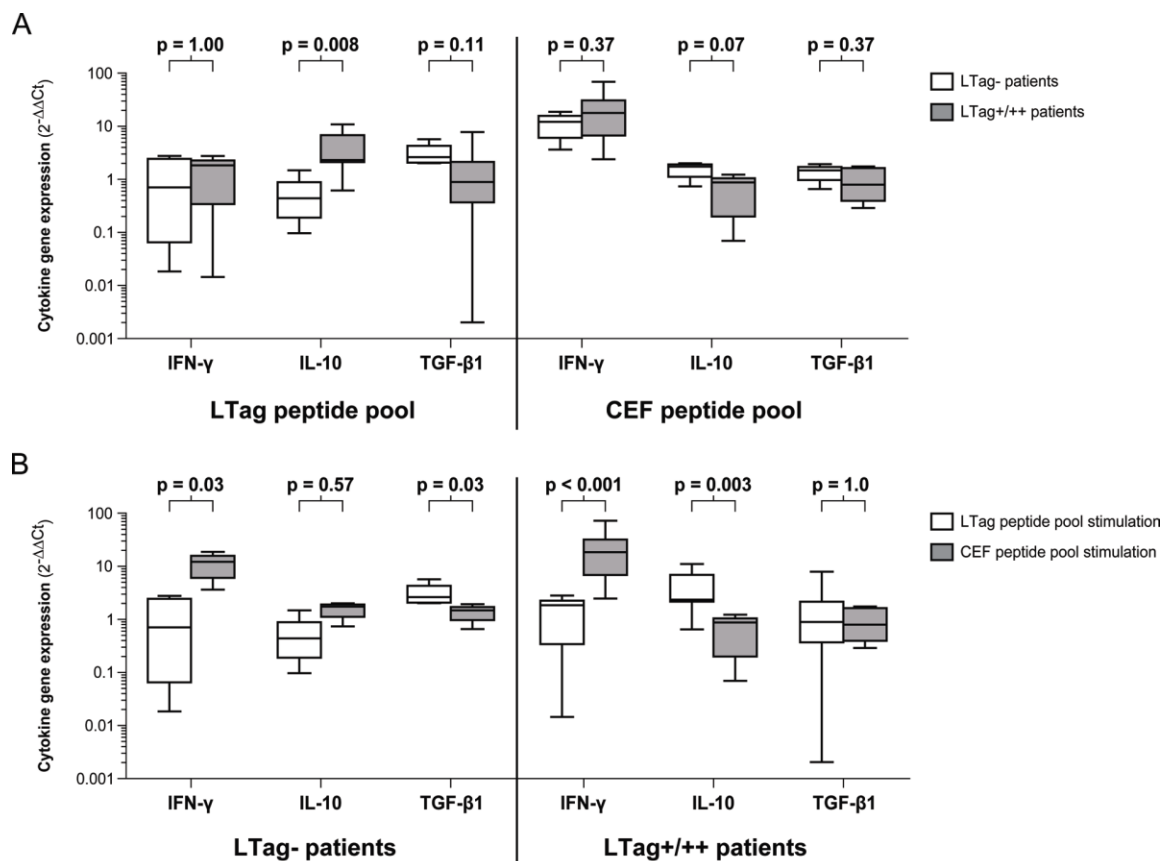 A
p = 1.00 p = 0.008 p = 0.11 p = 0.37 p = 0.07 p = 0.37
LTag- patients
LTag+/++ patients
Cytokine gene expression (2^-ΔΔCt)
100
10
1
0.1
0.01
0.001
IFN-γ IL-10 TGF-β1 IFN-γ IL-10 TGF-β1
LTag peptide pool CEF peptide pool
B
p = 0.03 p = 0.57 p = 0.03 p < 0.001 p = 0.003 p = 1.0
LTag peptide pool stimulation
CEF peptide pool stimulation
Cytokine gene expression (2^-ΔΔCt)
100
10
1
0.1
0.01
0.001
IFN-γ IL-10 TGF-β1 IFN-γ IL-10 TGF-β1
LTag- patients LTag+/++ patients